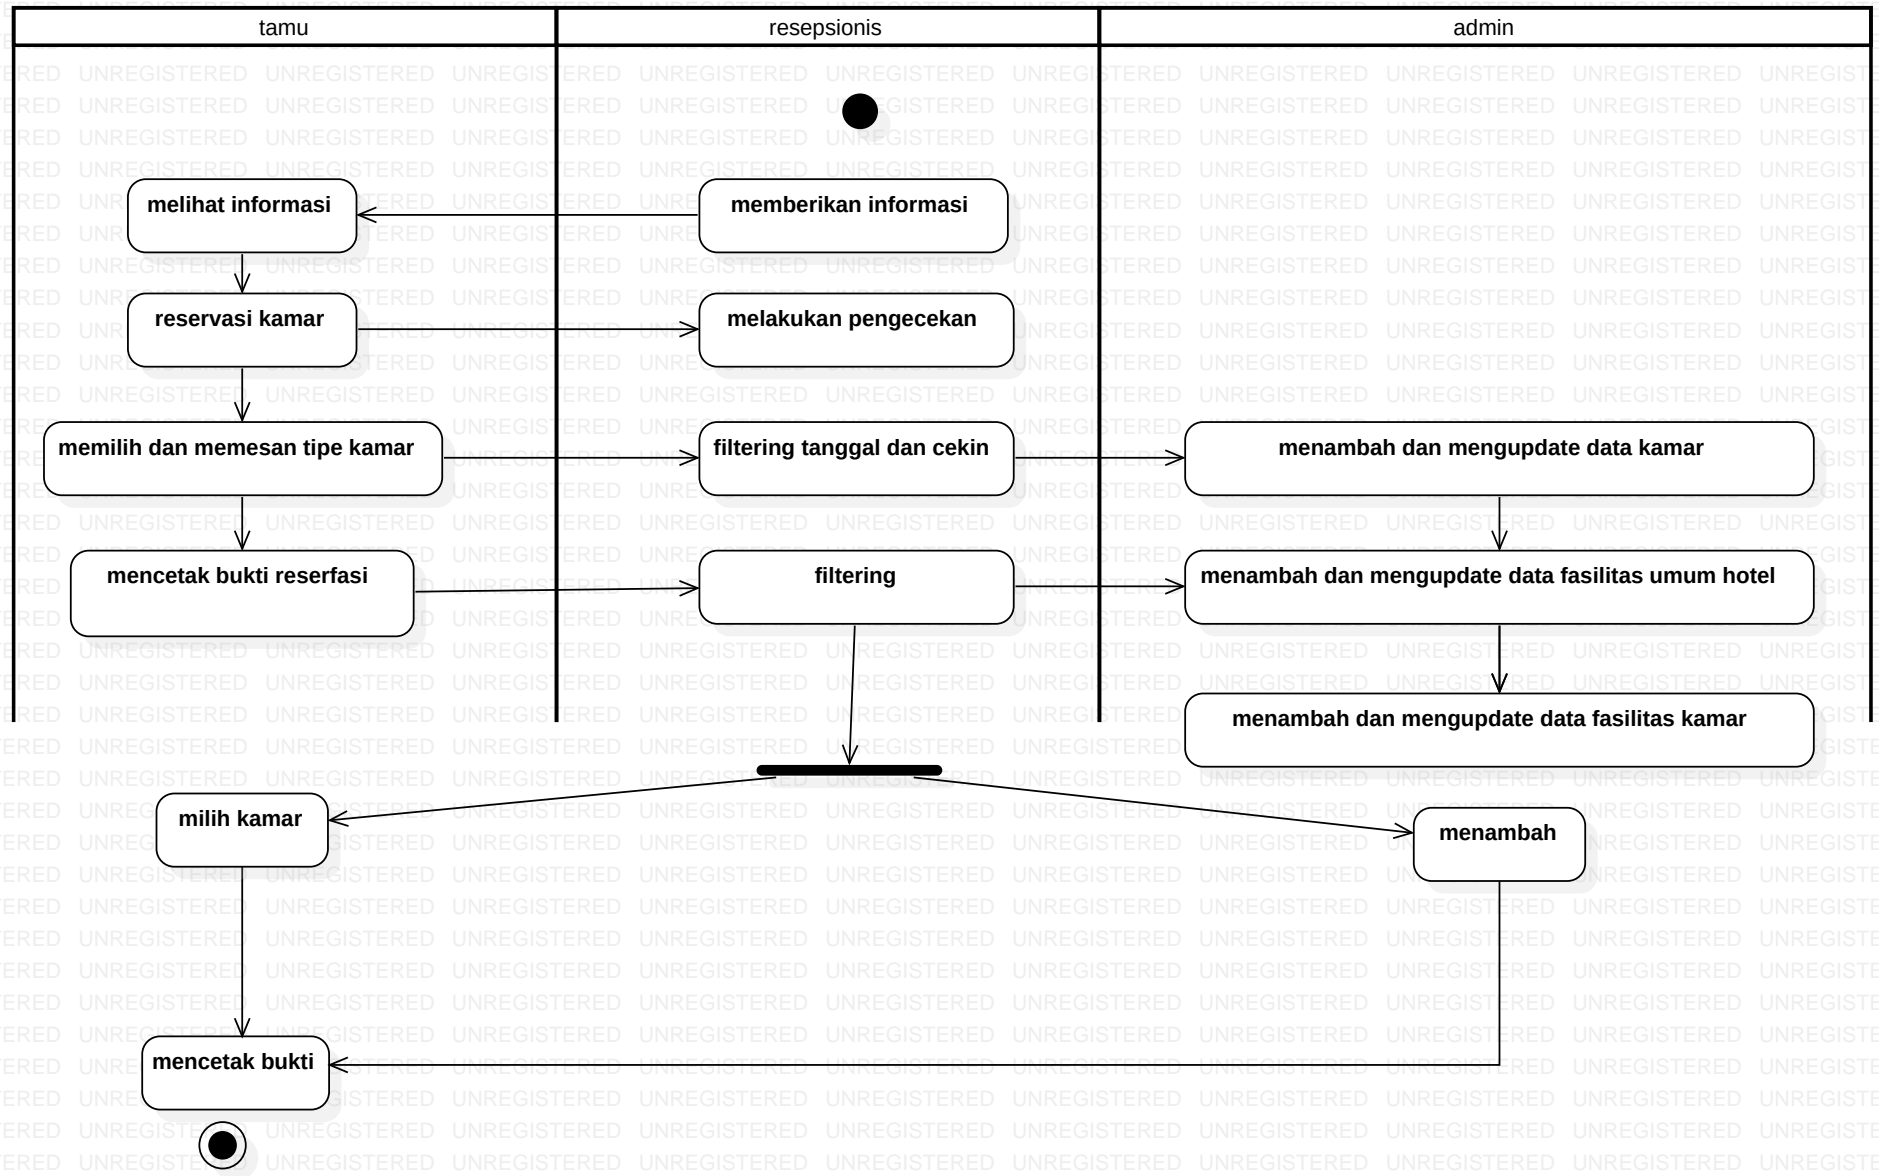 tamu
resepsionis
admin
melihat informasi
memberikan informasi
reservasi kamar
melakukan pengecekan
memilih dan memesan tipe kamar
filtering tanggal dan cekin
menambah dan mengupdate data kamar
mencetak bukti reserfasi
filtering
menambah dan mengupdate data fasilitas umum hotel
menambah dan mengupdate data fasilitas kamar
milih kamar
menambah
mencetak bukti
UNREGISTERED